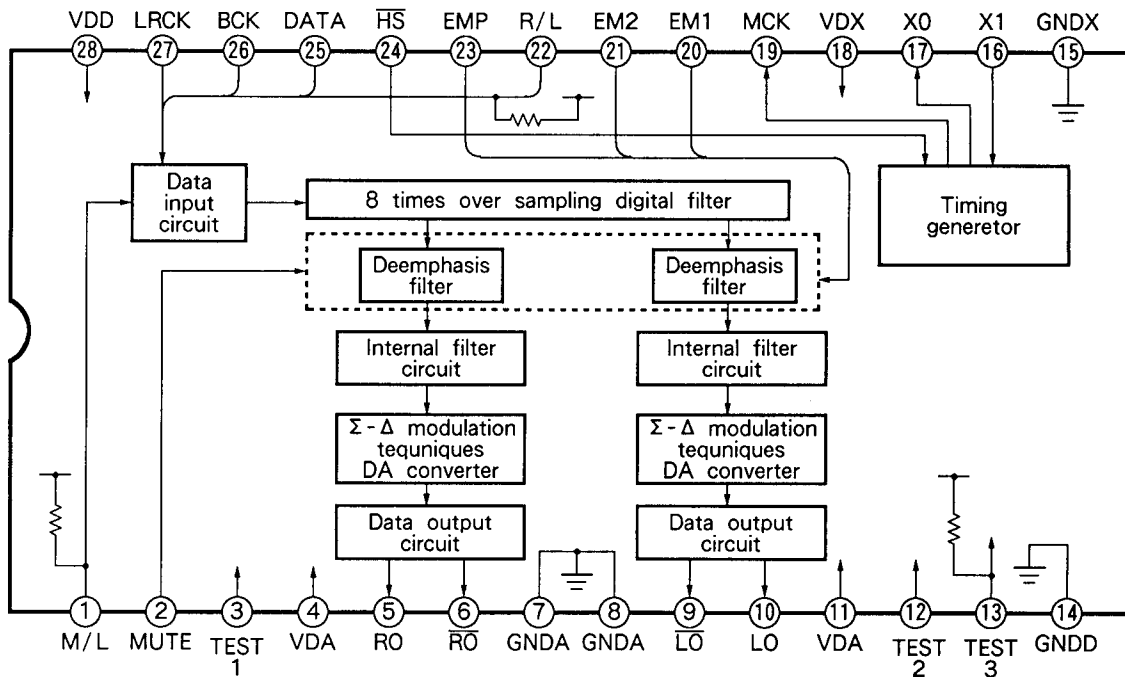 VDD LRCK BCK DATA H̅S̅ EMP R/L EM2 EM1 MCK VDX X0 X1 GNDX
28 27 26 25 24 23 22 21 20 19 18 17 16 15
Data
input
circuit
8 times over sampling digital filter
Timing
generetor
Deemphasis
filter
Deemphasis
filter
Internal filter
circuit
Internal filter
circuit
Σ-Δ modulation
tequniques
DA converter
Σ-Δ modulation
tequniques
DA converter
Data output
circuit
Data output
circuit
1 2 3 4 5 6 7 8 9 10 11 12 13 14
M/L MUTE TEST 1 VDA RO R̅O̅ GNDA GNDA L̅O̅ LO VDA TEST 2 TEST 3 GNDD